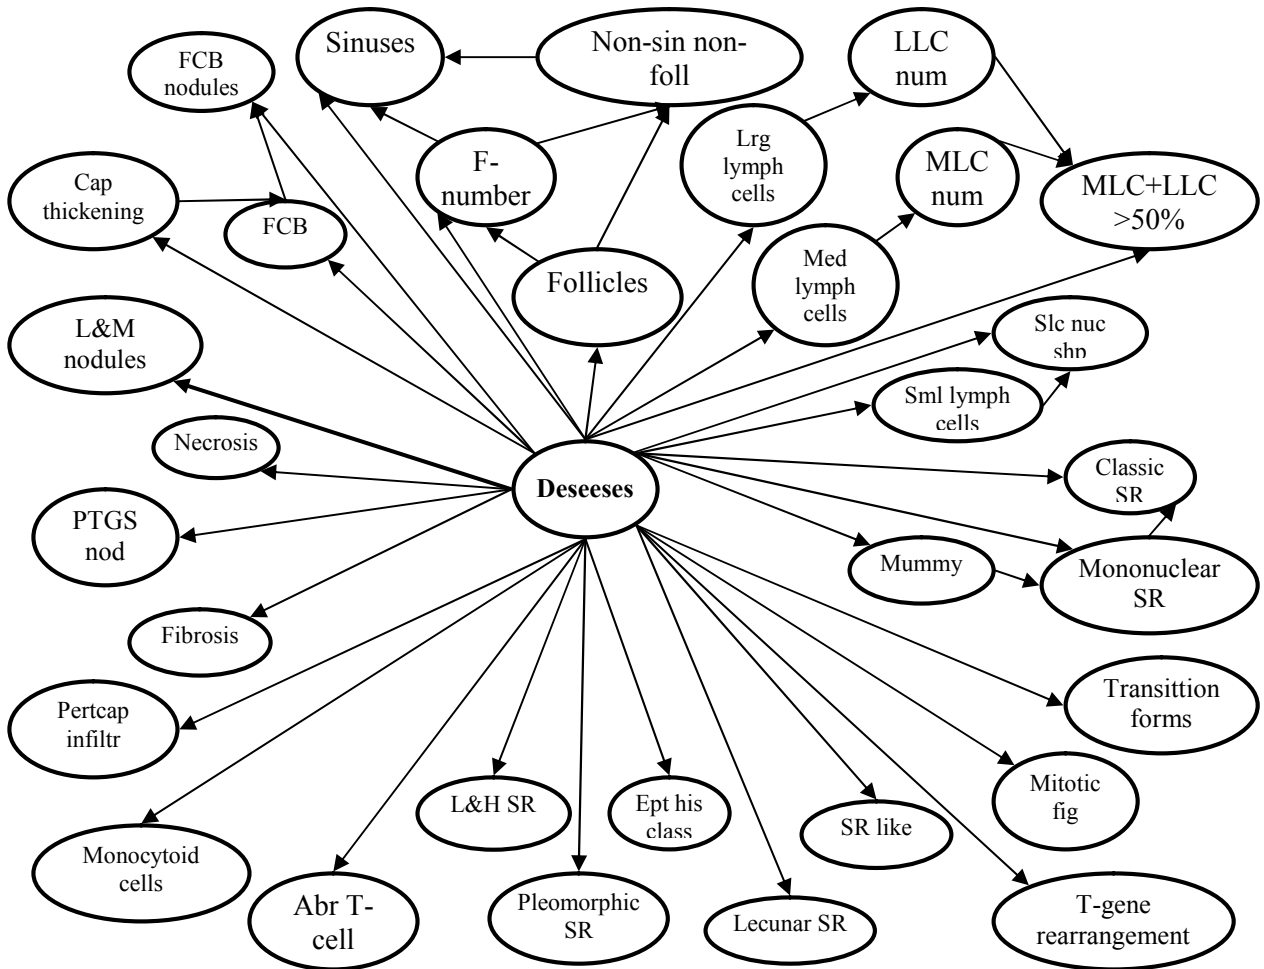 Sinuses
Non-sin non-
foll
LLC
num
FCB
nodules
Lrg
lymph
cells
MLC
num
F-
number
Cap
thickening
MLC+LLC
>50%
FCB
Follicles
Med
lymph
cells
L&M
nodules
Slc nuc
shp
Sml lymph
cells
Necrosis
Classic
SR
Deseeses
PTGS
nod
Mummy
Mononuclear
SR
Fibrosis
Pertcap
infiltr
Transittion
forms
L&H SR
Ept his
class
SR like
Mitotic
fig
Monocytoid
cells
Abr T-
cell
Pleomorphic
SR
Lecunar SR
T-gene
rearrangement